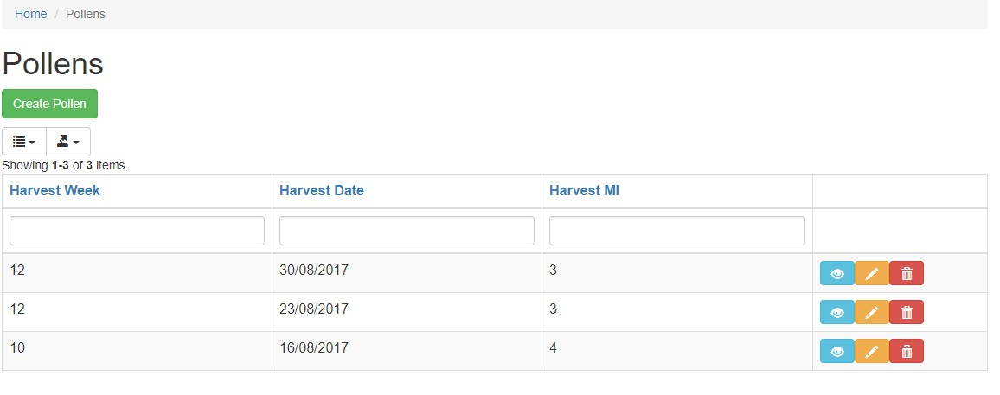 Home / Pollens
Pollens
Create Pollen
Showing 1-3 of 3 items.
Harvest Week Harvest Date Harvest Ml
12 30/08/2017 3
12 23/08/2017 3
10 16/08/2017 4